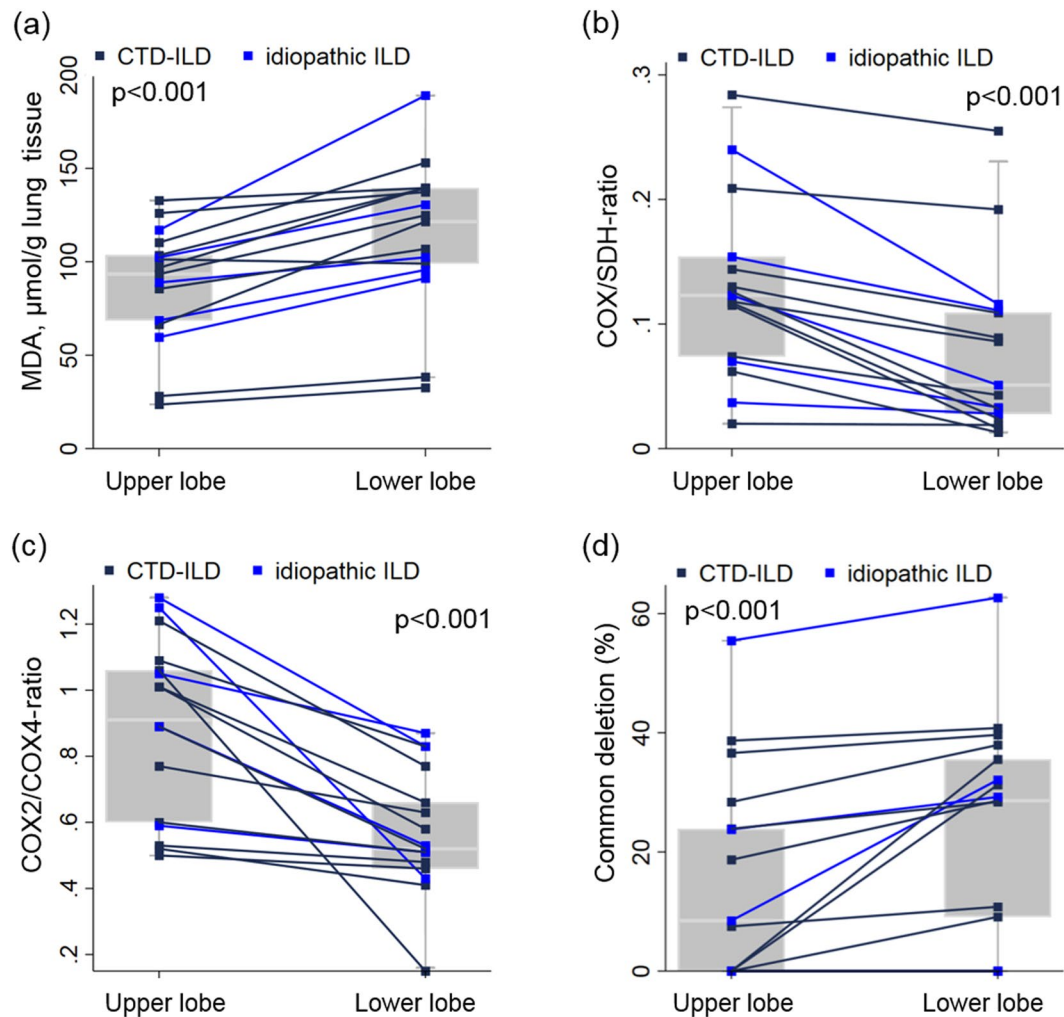 (a)
CTD-ILD idiopathic ILD
p<0.001
MDA, µmol/g lung tissue
200
150
100
50
0
Upper lobe Lower lobe
(b)
CTD-ILD idiopathic ILD
p<0.001
COX/SDH-ratio
.3
.2
.1
0
Upper lobe Lower lobe
(c)
CTD-ILD idiopathic ILD
p<0.001
COX2/COX4-ratio
1.2
1
.8
.6
.4
.2
Upper lobe Lower lobe
(d)
CTD-ILD idiopathic ILD
p<0.001
Common deletion (%)
60
40
20
0
Upper lobe Lower lobe